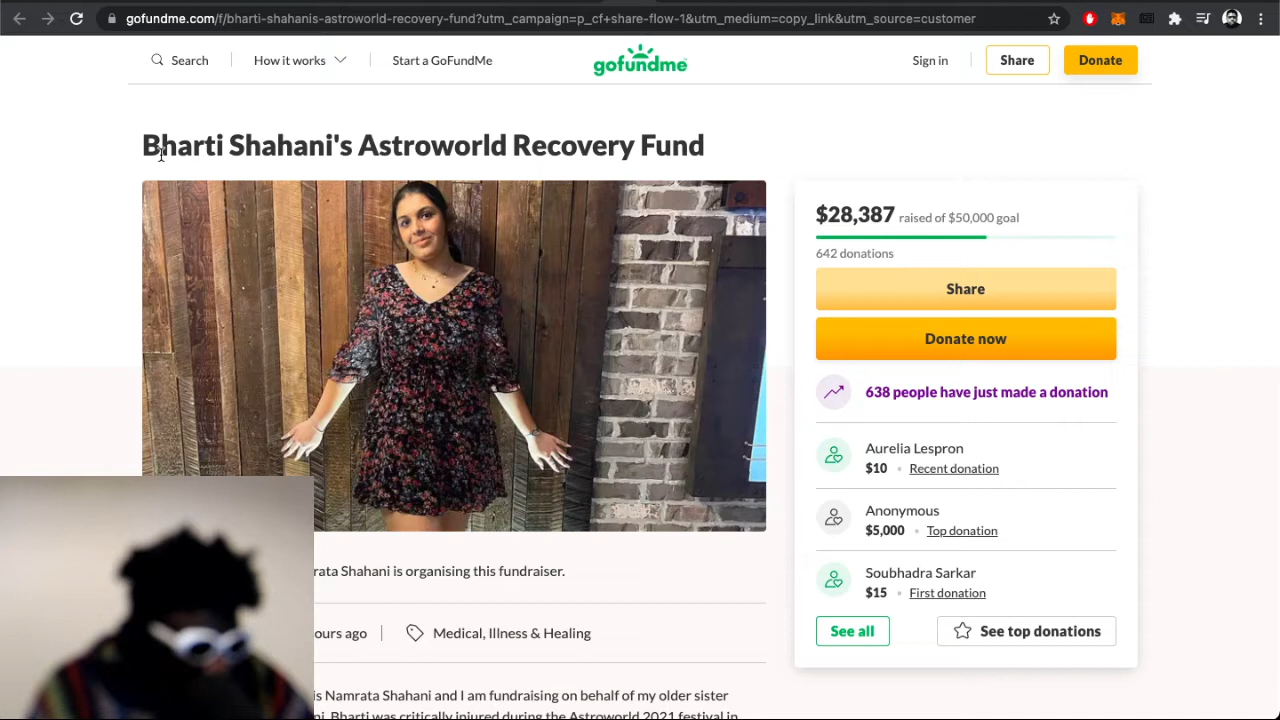 gofundme.com/f/bharti-shahanis-astroworld-recovery-fund?utm_campaign=p_cf+share-flow-1&utm_medium=copy_link&utm_source=customer
Search
How it works
Start a GoFundMe
gofundme
Sign in
Share
Donate
Bharti Shahani's Astroworld Recovery Fund
$28,387 raised of $50,000 goal
642 donations
Share
Donate now
638 people have just made a donation
Aurelia Lespron
$10 • Recent donation
Anonymous
$5,000 • Top donation
Soubhadra Sarkar
$15 • First donation
See all
See top donations
rata Shahani is organising this fundraiser.
ours ago
Medical, Illness & Healing
is Namrata Shahani and I am fundraising on behalf of my older sister
ni. Bharti was critically injured during the Astroworld 2021 festival in